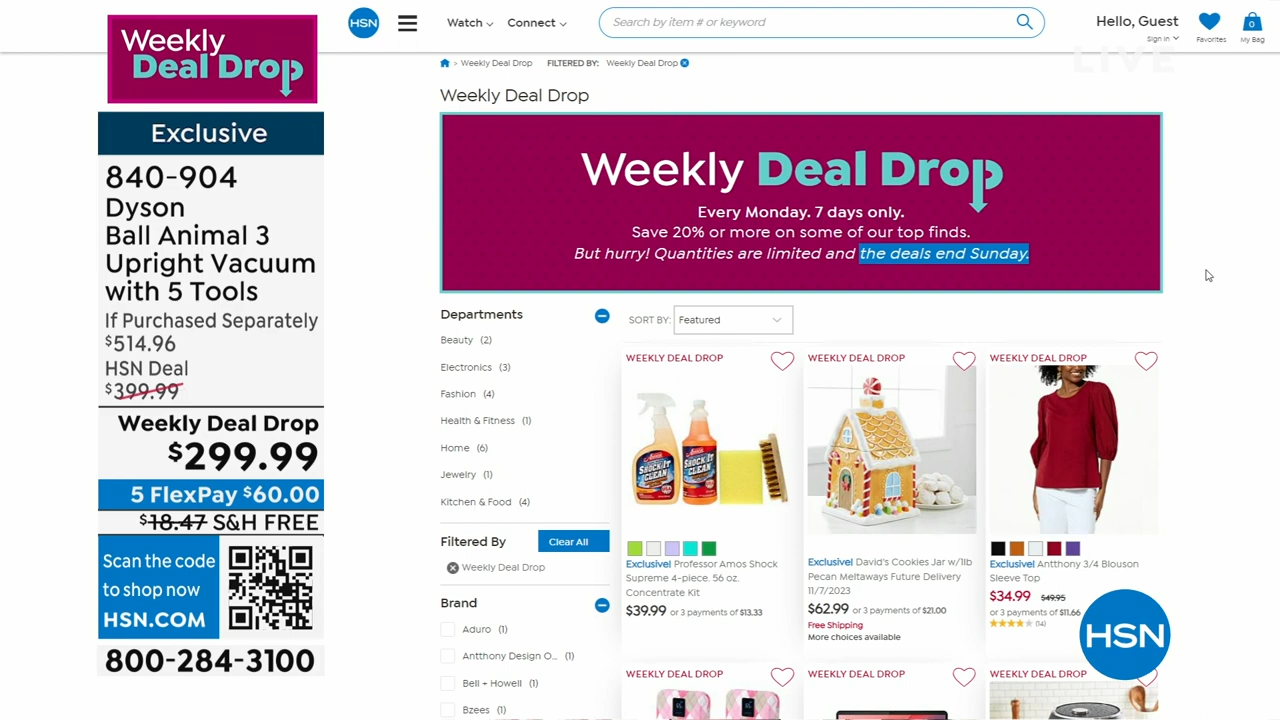 Weekly
Deal Drop
Exclusive
840-904
Dyson
Ball Animal 3
Upright Vacuum
with 5 Tools
If Purchased Separately
$514.96
HSN Deal
$399.99
Weekly Deal Drop
$299.99
5 FlexPay $60.00
$18.47 S&H FREE
Scan the code
to shop now
HSN.COM
800-284-3100
HSN
Watch
Connect
Search by item # or keyword
Hello, Guest
Sign In
Favorites
0
My Bag
LIVE
> Weekly Deal Drop FILTERED BY: Weekly Deal Drop
Weekly Deal Drop
Weekly Deal Drop
Every Monday. 7 days only.
Save 20% or more on some of our top finds.
But hurry! Quantities are limited and the deals end Sunday.
Departments
Beauty (2)
Electronics (3)
Fashion (4)
Health & Fitness (1)
Home (6)
Jewelry (1)
Kitchen & Food (4)
Filtered By
Clear All
Weekly Deal Drop
Brand
Aduro (1)
Antthony Design O... (1)
Bell + Howell (1)
Bzees (1)
SORT BY: Featured
WEEKLY DEAL DROP
SHOCK IT
CLEAN
SHOCK IT
CLEAN
Exclusive! Professor Amos Shock
Supreme 4-piece. 56 oz.
Concentrate Kit
$39.99 or 3 payments of $13.33
WEEKLY DEAL DROP
Exclusive! David's Cookies Jar w/1lb
Pecan Meltaways Future Delivery
11/7/2023
$62.99 or 3 payments of $21.00
Free Shipping
More choices available
WEEKLY DEAL DROP
Exclusive! Antthony 3/4 Blouson
Sleeve Top
$34.99 $49.95
or 3 payments of $11.66
(14)
HSN
WEEKLY DEAL DROP
WEEKLY DEAL DROP
WEEKLY DEAL DROP